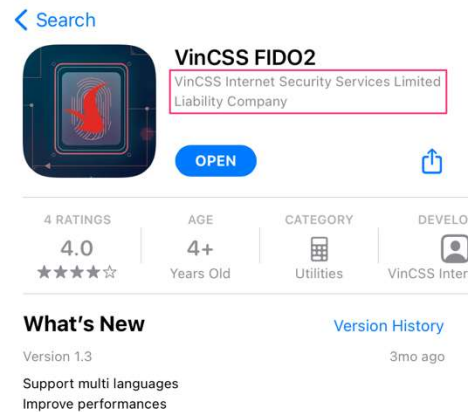 Search
VinCSS FIDO2
VinCSS Internet Security Services Limited
Liability Company
OPEN
4 RATINGS
AGE
CATEGORY
DEVELO
4.0
4+
★★★★☆
Years Old
Utilities
VinCSS Inter
What's New
Version History
Version 1.3
3mo ago
Support multi languages
Improve performances